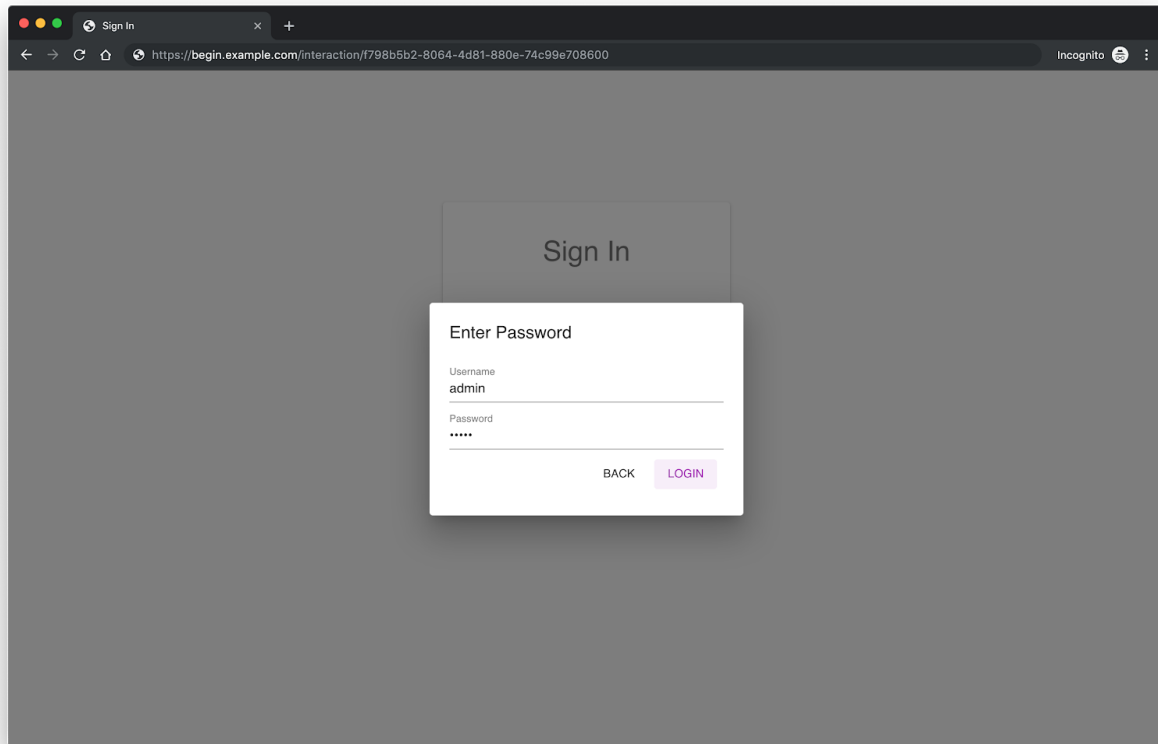 Sign In
https://begin.example.com/interaction/f798b5b2-8064-4d81-880e-74c99e708600
Incognito
Sign In
Enter Password
Username
admin
Password
•••••
BACK LOGIN